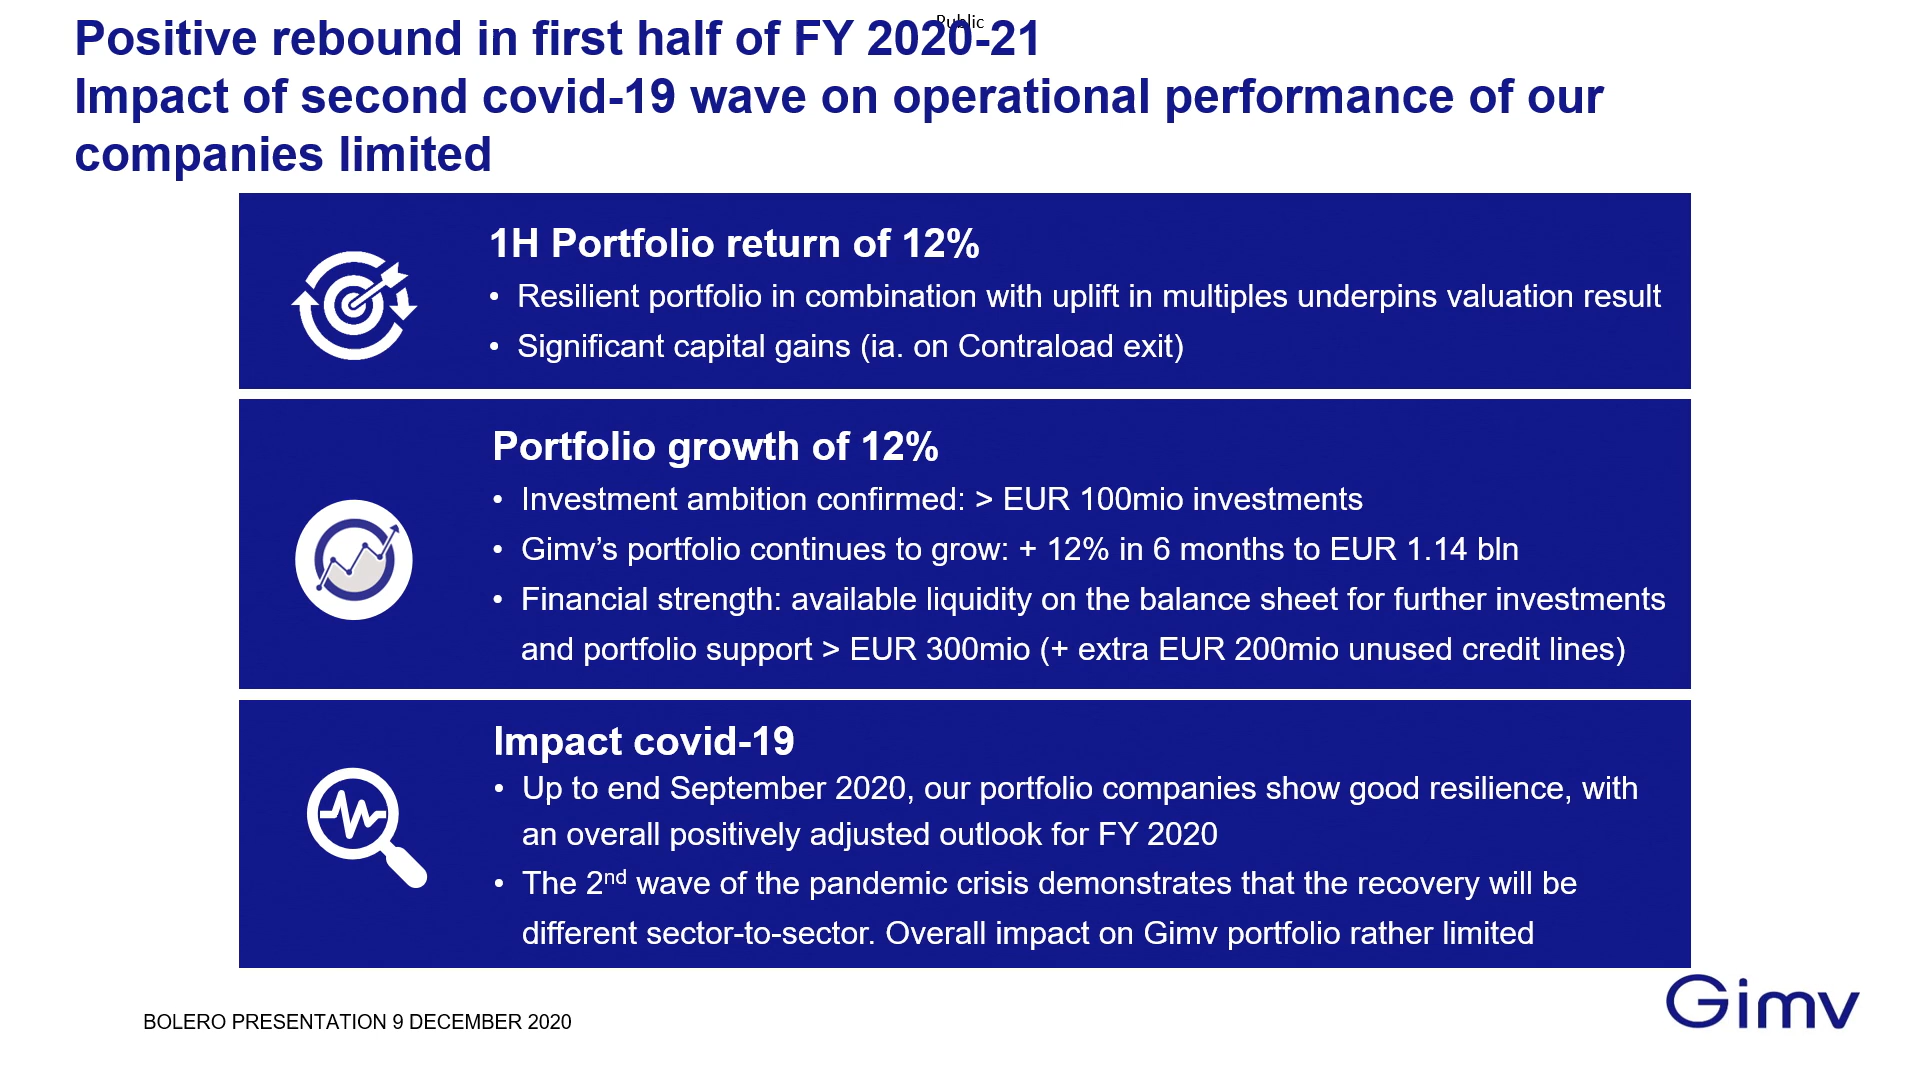 Public
Positive rebound in first half of FY 2020-21
Impact of second covid-19 wave on operational performance of our
companies limited
1H Portfolio return of 12%
• Resilient portfolio in combination with uplift in multiples underpins valuation result
• Significant capital gains (ia. on Contraload exit)
Portfolio growth of 12%
• Investment ambition confirmed: > EUR 100mio investments
• Gimv’s portfolio continues to grow: + 12% in 6 months to EUR 1.14 bln
• Financial strength: available liquidity on the balance sheet for further investments
and portfolio support > EUR 300mio (+ extra EUR 200mio unused credit lines)
Impact covid-19
• Up to end September 2020, our portfolio companies show good resilience, with
an overall positively adjusted outlook for FY 2020
• The 2nd wave of the pandemic crisis demonstrates that the recovery will be
different sector-to-sector. Overall impact on Gimv portfolio rather limited
BOLERO PRESENTATION 9 DECEMBER 2020
Gimv